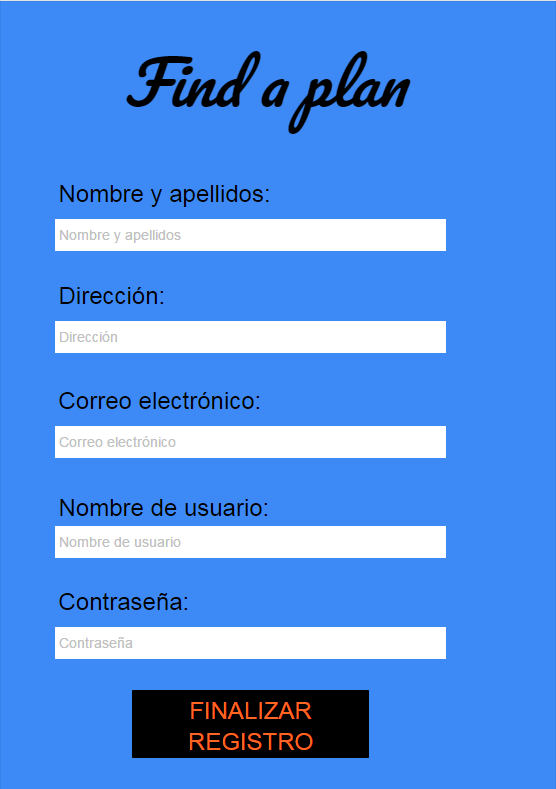 Find a plan
Nombre y apellidos:
Nombre y apellidos
Dirección:
Dirección
Correo electrónico:
Correo electrónico
Nombre de usuario:
Nombre de usuario
Contraseña:
Contraseña
FINALIZAR
REGISTRO